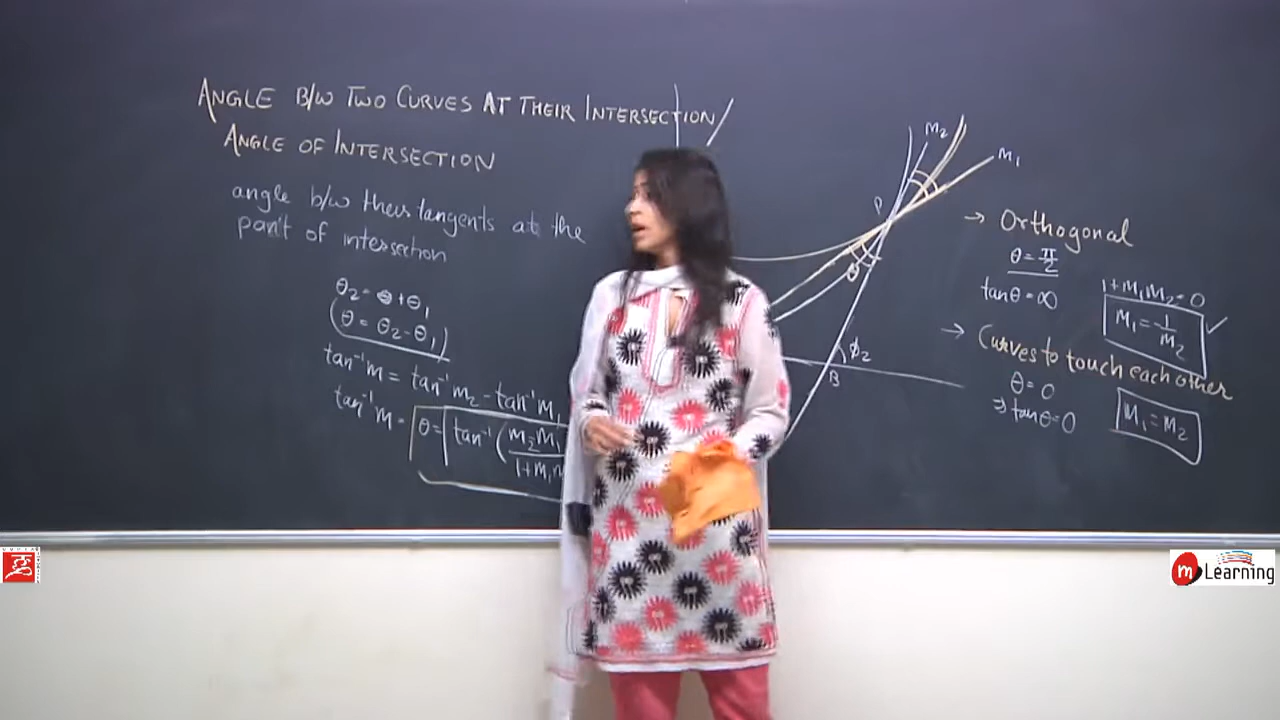 ANGLE B/W TWO CURVES AT THEIR INTERSECTION
ANGLE OF INTERSECTION
angle b/w their tangents at the
point of intersection
θ₂ = θ + θ₁
(θ = θ₂ - θ₁)
tan⁻¹m = tan⁻¹m₂ - tan⁻¹m₁
tan⁻¹m = θ = tan⁻¹ (m₂ m₁
1+m₁m
M₂
M₁
P
θ
ϕ₂
B
→ Orthogonal
θ = π/2
tanθ = ∞
1+M₁M₂=0
M₁ = 1/M₂ ✓
→ Curves to touch each other
θ = 0
⇒ tanθ = 0
M₁ = M₂
m Learning